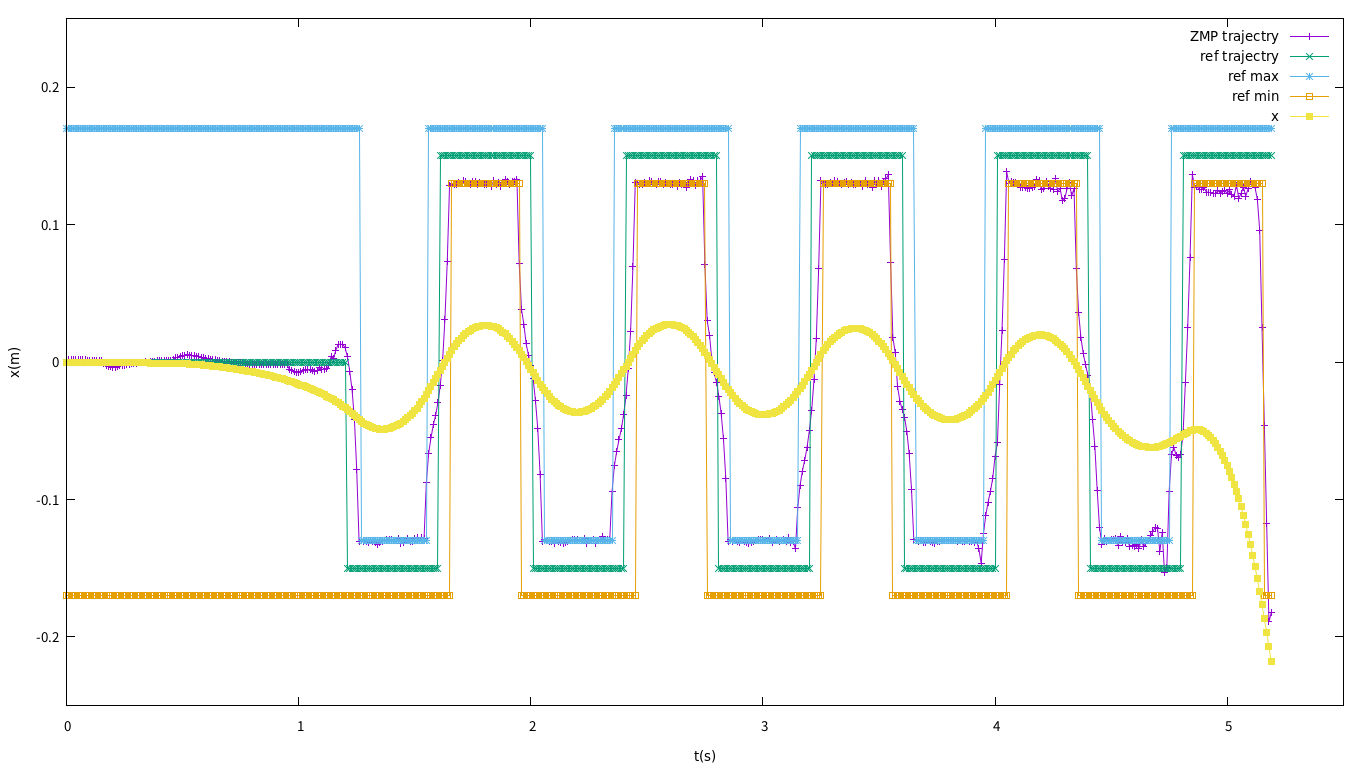 ZMP trajectry
ref trajectry
ref max
ref min
x
0.2
0.1
0
-0.1
-0.2
x(m)
0 1 2 3 4 5
t(s)